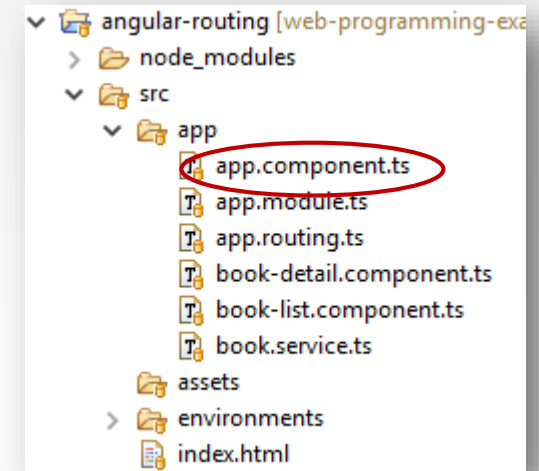 angular-routing [web-programming-exa
node_modules
src
app
app.component.ts
app.module.ts
app.routing.ts
book-detail.component.ts
book-list.component.ts
book.service.ts
assets
environments
index.html